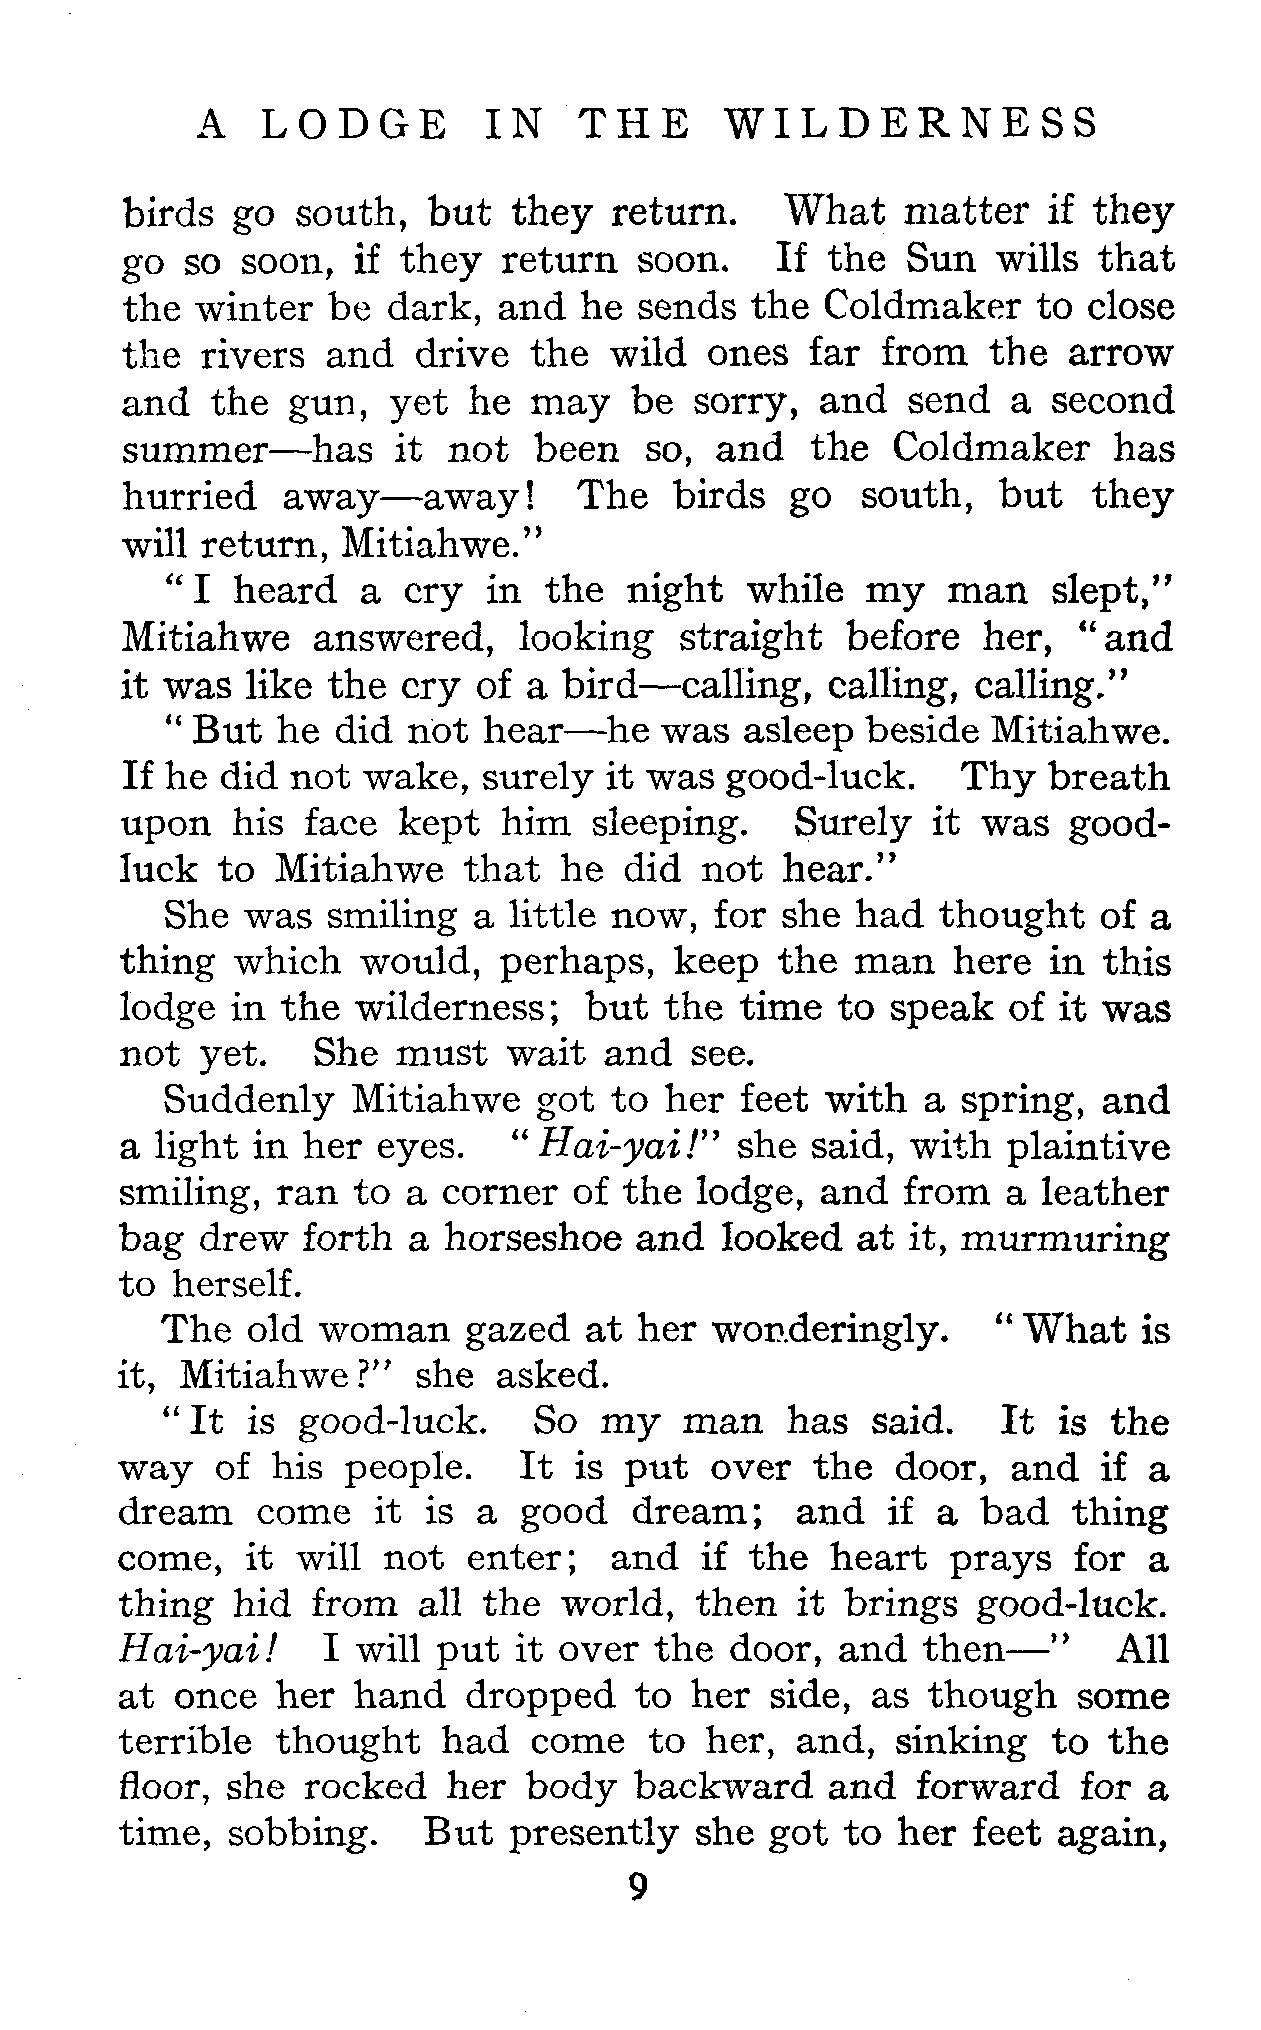 A LODGE IN THE WILDERNESS
birds go south, but they return. What matter if they
go so soon, if they return soon. If the Sun wills that
the winter be dark, and he sends the Coldmaker to close
the rivers and drive the wild ones far from the arrow
and the gun, yet he may be sorry, and send a second
summer—has it not been so, and the Coldmaker has
hurried away—away! The birds go south, but they
will return, Mitiahwe."
"I heard a cry in the night while my man slept,"
Mitiahwe answered, looking straight before her, "and
it was like the cry of a bird—calling, calling, calling."
"But he did not hear—he was asleep beside Mitiahwe.
If he did not wake, surely it was good-luck. Thy breath
upon his face kept him sleeping. Surely it was good-
luck to Mitiahwe that he did not hear."
She was smiling a little now, for she had thought of a
thing which would, perhaps, keep the man here in this
lodge in the wilderness; but the time to speak of it was
not yet. She must wait and see.
Suddenly Mitiahwe got to her feet with a spring, and
a light in her eyes. "Hai-yai!" she said, with plaintive
smiling, ran to a corner of the lodge, and from a leather
bag drew forth a horseshoe and looked at it, murmuring
to herself.
The old woman gazed at her wonderingly. "What is
it, Mitiahwe?" she asked.
"It is good-luck. So my man has said. It is the
way of his people. It is put over the door, and if a
dream come it is a good dream; and if a bad thing
come, it will not enter; and if the heart prays for a
thing hid from all the world, then it brings good-luck.
Hai-yai! I will put it over the door, and then—" All
at once her hand dropped to her side, as though some
terrible thought had come to her, and, sinking to the
floor, she rocked her body backward and forward for a
time, sobbing. But presently she got to her feet again,
9